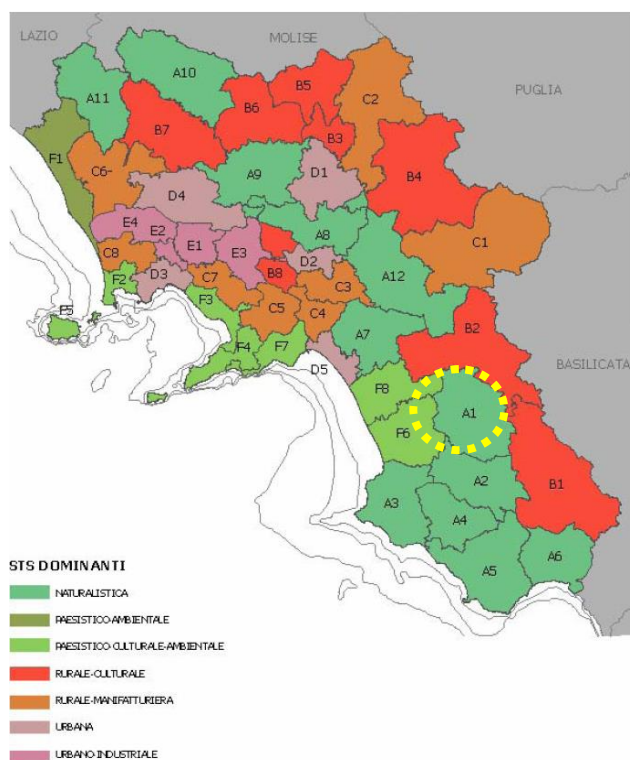 LAZIO
MOLISE
PUGLIA
BASILICATA
A10
A11
B5
B6
C2
B7
B3
F1
C6-
A9
D1
B4
D4
E4
E2
E1
E3
A8
C1
C8
D2
A12
F2
D3
C7
B8
C3
F3
C5
C4
F5
A7
B2
F4
F7
D5
F8
A1
F6
B1
A2
A3
A4
A5
A6
STS DOMINANTI
NATURALISTICA
PAESISTICO-AMBIENTALE
PAESISTICO-CULTURALE-AMBIENTALE
RURALE-CULTURALE
RURALE-MANIFATTURIERA
URBANA
URBANO-INDUSTRIALE